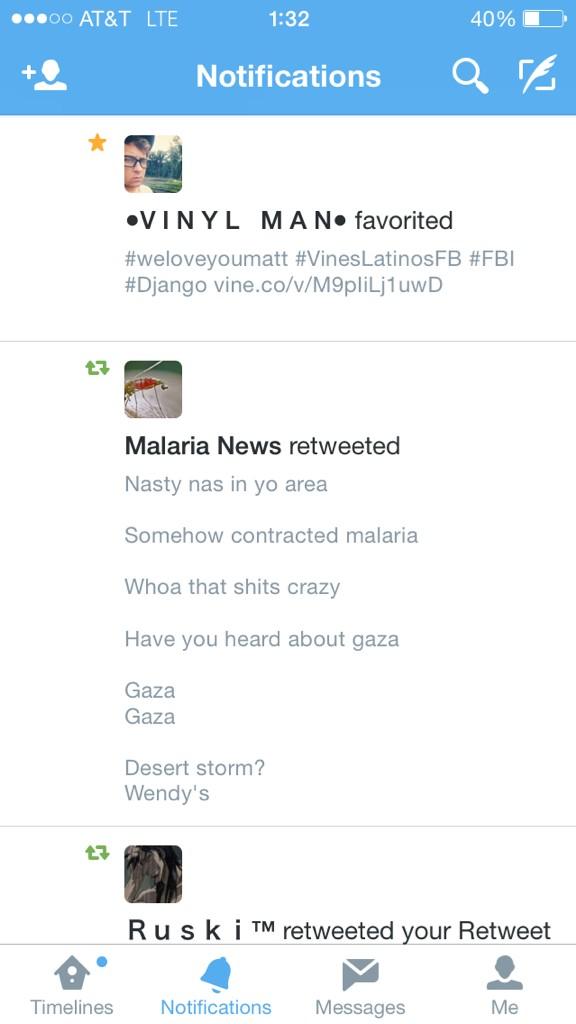 AT&T LTE 1:32 40%
Notifications
●V I N Y L M A N● favorited
#weloveyoumatt #VinesLatinosFB #FBI
#Django vine.co/v/M9pIiLj1uwD
Malaria News retweeted
Nasty nas in yo area
Somehow contracted malaria
Whoa that shits crazy
Have you heard about gaza
Gaza
Gaza
Desert storm?
Wendy's
R u s k i ™ retweeted your Retweet
Timelines Notifications Messages Me